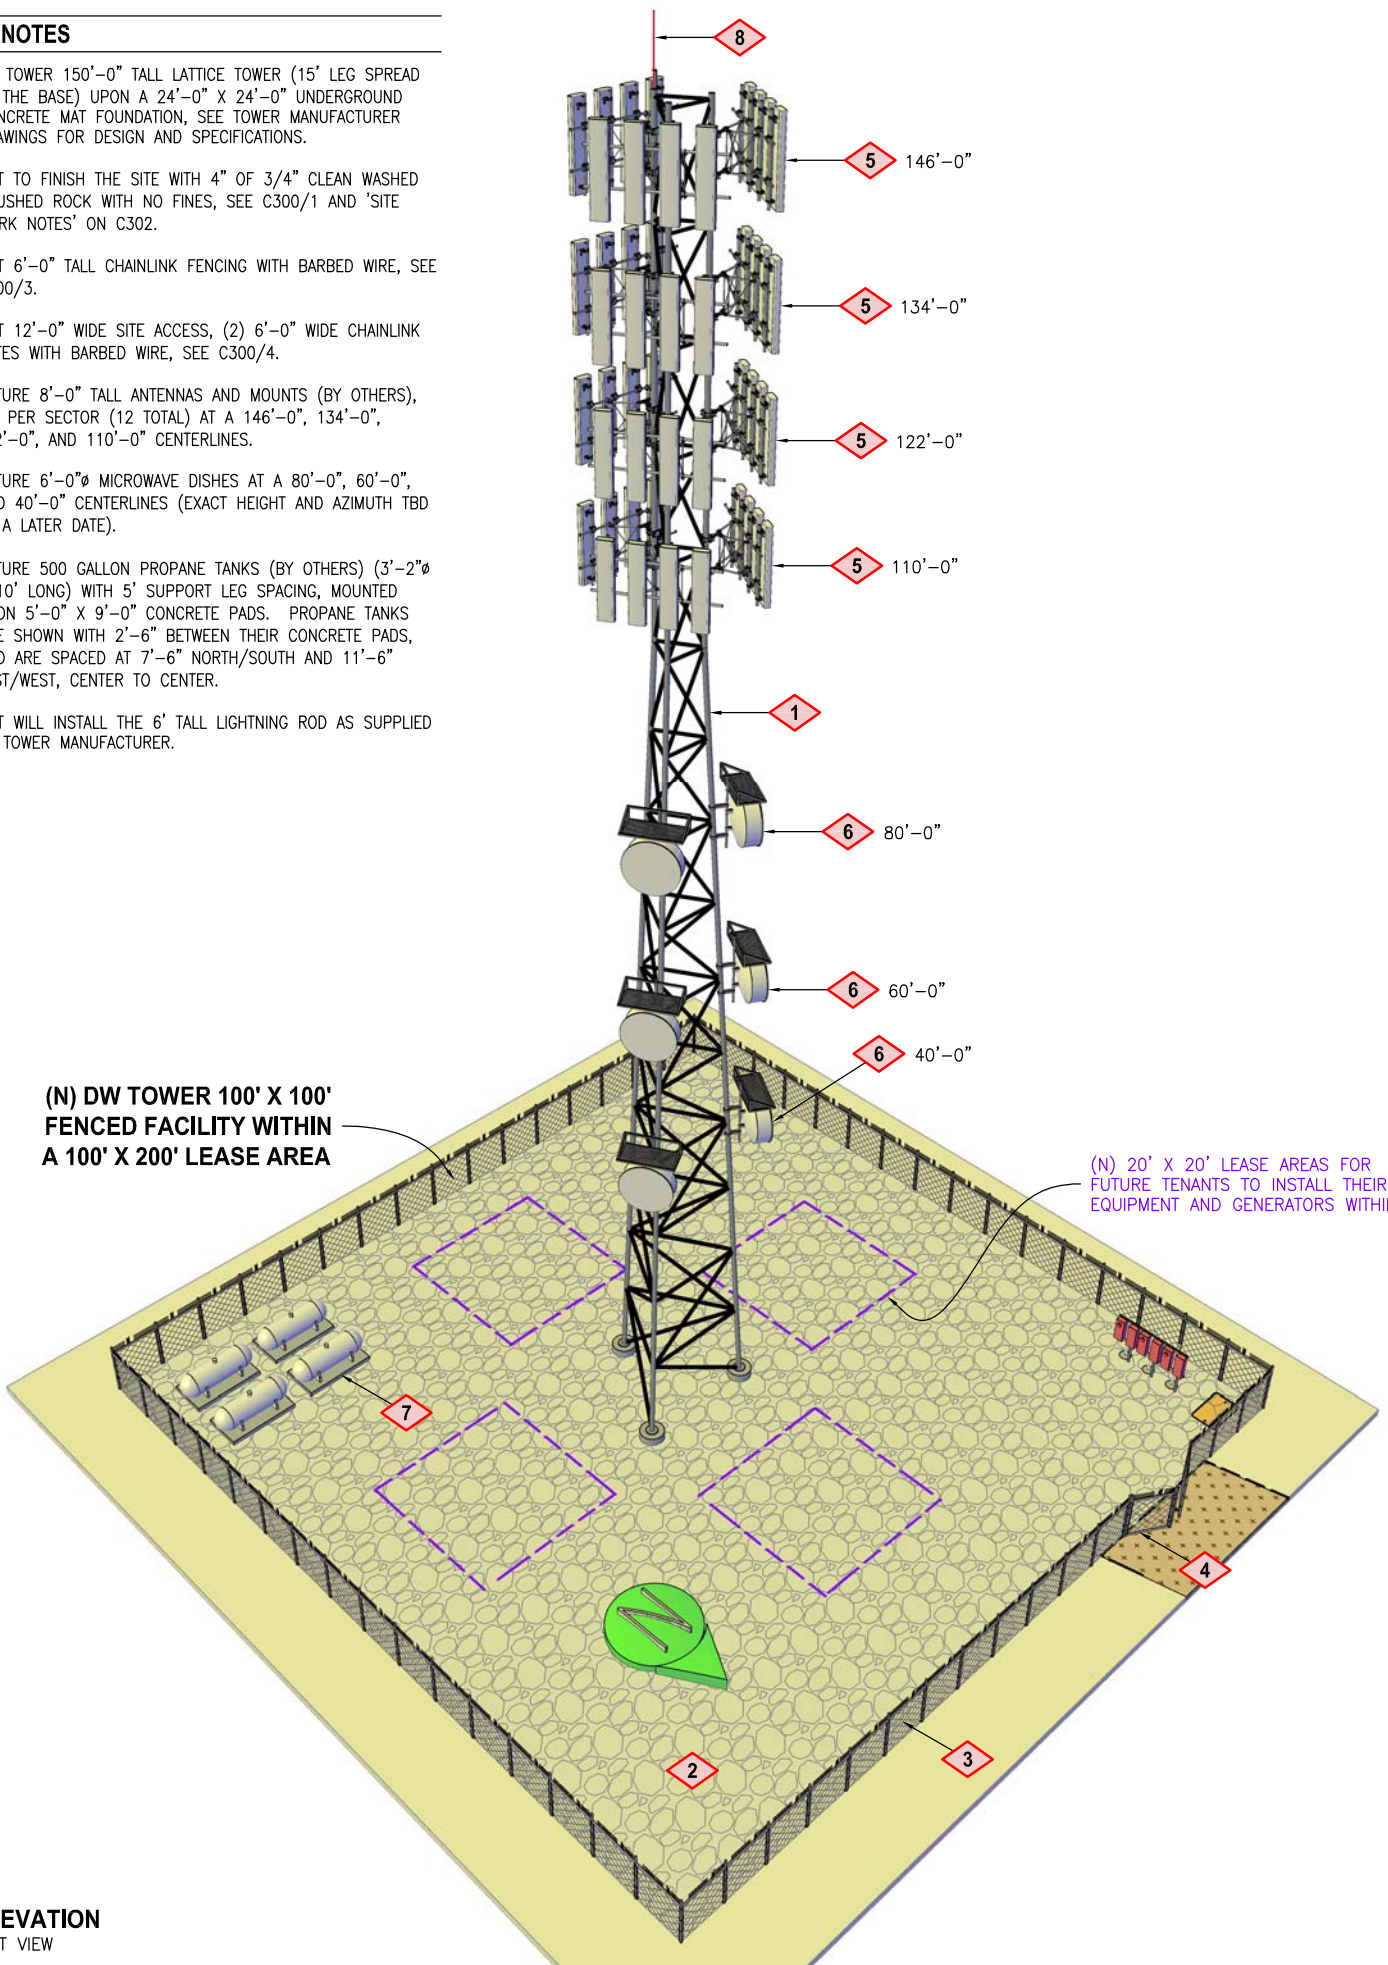 NOTES
TOWER 150'-0" TALL LATTICE TOWER (15' LEG SPREAD
THE BASE) UPON A 24'-0" X 24'-0" UNDERGROUND
NCRETE MAT FOUNDATION, SEE TOWER MANUFACTURER
AWINGS FOR DESIGN AND SPECIFICATIONS.
T TO FINISH THE SITE WITH 4" OF 3/4" CLEAN WASHED
USHED ROCK WITH NO FINES, SEE C300/1 AND 'SITE
RK NOTES' ON C302.
T 6'-0" TALL CHAINLINK FENCING WITH BARBED WIRE, SEE
00/3.
T 12'-0" WIDE SITE ACCESS, (2) 6'-0" WIDE CHAINLINK
TES WITH BARBED WIRE, SEE C300/4.
TURE 8'-0" TALL ANTENNAS AND MOUNTS (BY OTHERS),
PER SECTOR (12 TOTAL) AT A 146'-0", 134'-0",
2'-0", AND 110'-0" CENTERLINES.
TURE 6'-0"ø MICROWAVE DISHES AT A 80'-0", 60'-0",
D 40'-0" CENTERLINES (EXACT HEIGHT AND AZIMUTH TBD
A LATER DATE).
TURE 500 GALLON PROPANE TANKS (BY OTHERS) (3'-2"ø
10' LONG) WITH 5' SUPPORT LEG SPACING, MOUNTED
ON 5'-0" X 9'-0" CONCRETE PADS. PROPANE TANKS
E SHOWN WITH 2'-6" BETWEEN THEIR CONCRETE PADS,
D ARE SPACED AT 7'-6" NORTH/SOUTH AND 11'-6"
ST/WEST, CENTER TO CENTER.
T WILL INSTALL THE 6' TALL LIGHTNING ROD AS SUPPLIED
TOWER MANUFACTURER.
8
5 146'-0"
5 134'-0"
5 122'-0"
5 110'-0"
1
6 80'-0"
6 60'-0"
6 40'-0"
(N) DW TOWER 100' X 100'
FENCED FACILITY WITHIN
A 100' X 200' LEASE AREA
(N) 20' X 20' LEASE AREAS FOR
FUTURE TENANTS TO INSTALL THEIR
EQUIPMENT AND GENERATORS WITHI
7
4
N
3
2
EVATION
T VIEW